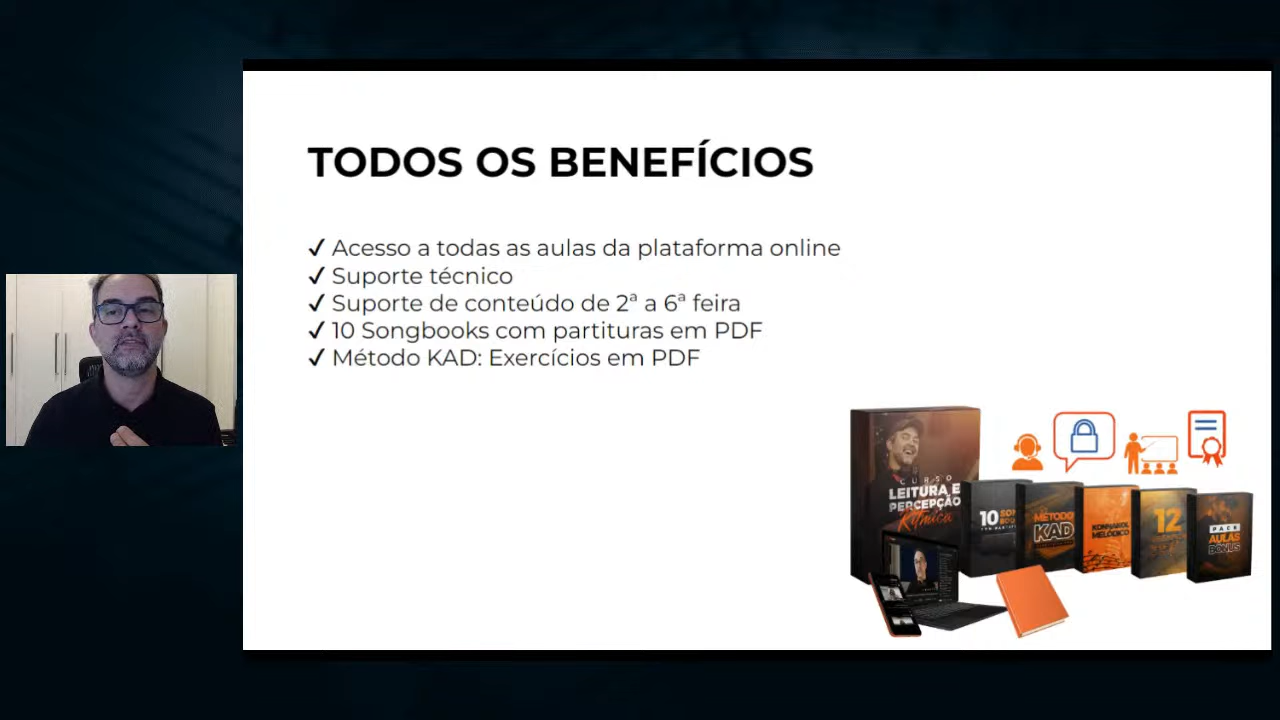 TODOS OS BENEFÍCIOS
✓ Acesso a todas as aulas da plataforma online
✓ Suporte técnico
✓ Suporte de conteúdo de 2ª a 6ª feira
✓ 10 Songbooks com partituras em PDF
✓ Método KAD: Exercícios em PDF
CURSO
LEITURA E
PERCEPÇÃO
Rítmica
10
MÉTODO
KAD
KONNAKOL
MELÓDICO
12
PACK
AULAS
BÔNUS